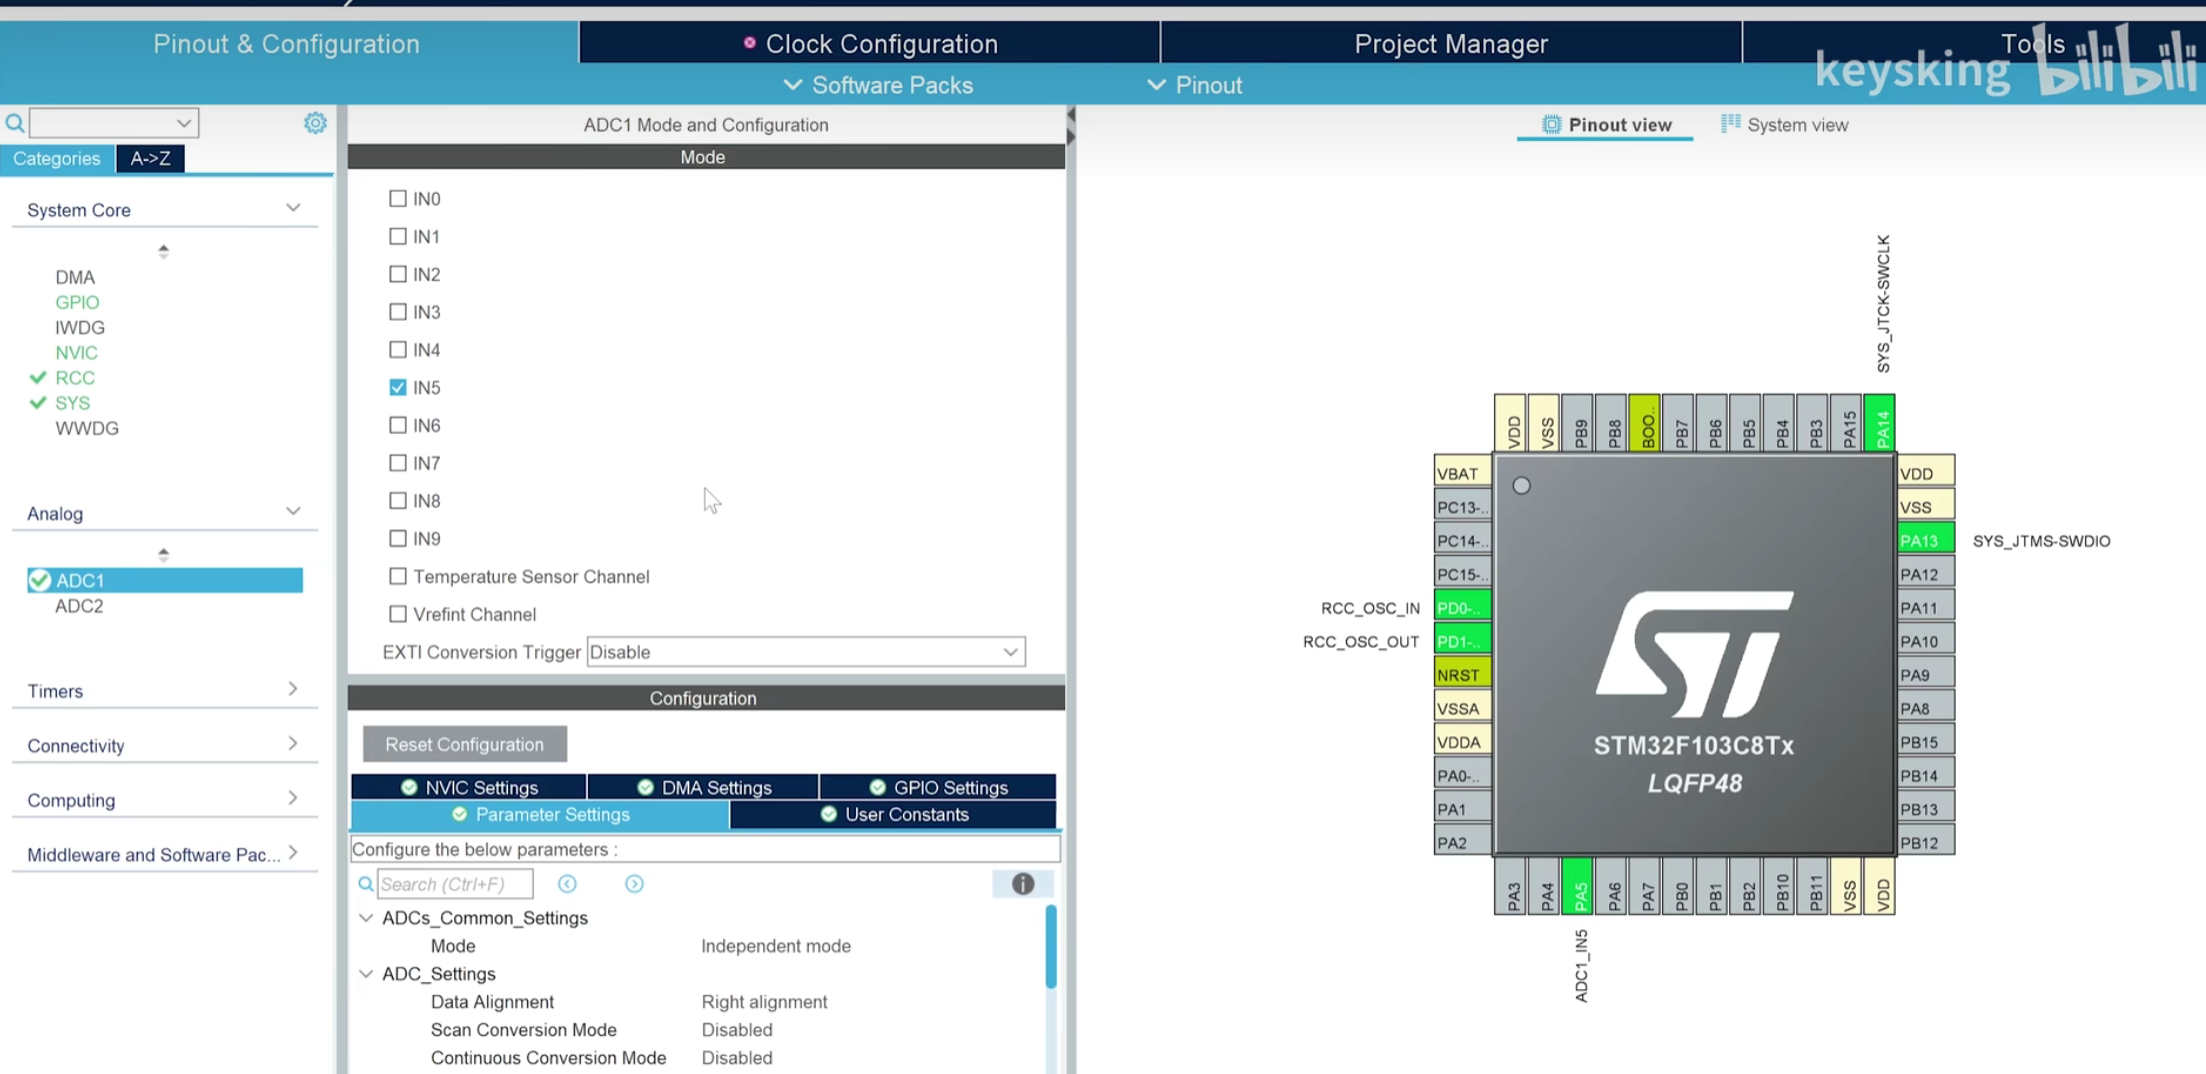 Pinout & Configuration
Clock Configuration
Project Manager
Tools
keysking bilibili
Software Packs
Pinout
Categories
A->Z
System Core
DMA
GPIO
IWDG
NVIC
RCC
SYS
WWDG
Analog
ADC1
ADC2
Timers
Connectivity
Computing
Middleware and Software Pac...
ADC1 Mode and Configuration
Mode
IN0
IN1
IN2
IN3
IN4
IN5
IN6
IN7
IN8
IN9
Temperature Sensor Channel
Vrefint Channel
EXTI Conversion Trigger Disable
Configuration
Reset Configuration
NVIC Settings
DMA Settings
GPIO Settings
Parameter Settings
User Constants
Configure the below parameters :
Search (Ctrl+F)
ADCs_Common_Settings
Mode Independent mode
ADC_Settings
Data Alignment Right alignment
Scan Conversion Mode Disabled
Continuous Conversion Mode Disabled
Pinout view
System view
SYS_JTCK-SWCLK
VDD
VSS
PB9
PB8
BOO..
PB7
PB6
PB5
PB4
PB3
PA15
PA14
VBAT
PC13-..
PC14-..
PC15-..
RCC_OSC_IN
PD0-..
RCC_OSC_OUT
PD1-..
NRST
VSSA
VDDA
PA0-..
PA1
PA2
ST
STM32F103C8Tx
LQFP48
VDD
VSS
PA13
SYS_JTMS-SWDIO
PA12
PA11
PA10
PA9
PA8
PB15
PB14
PB13
PB12
PA3
PA4
PA5
PA6
PA7
PB0
PB1
PB2
PB10
PB11
VSS
VDD
ADC1_IN5